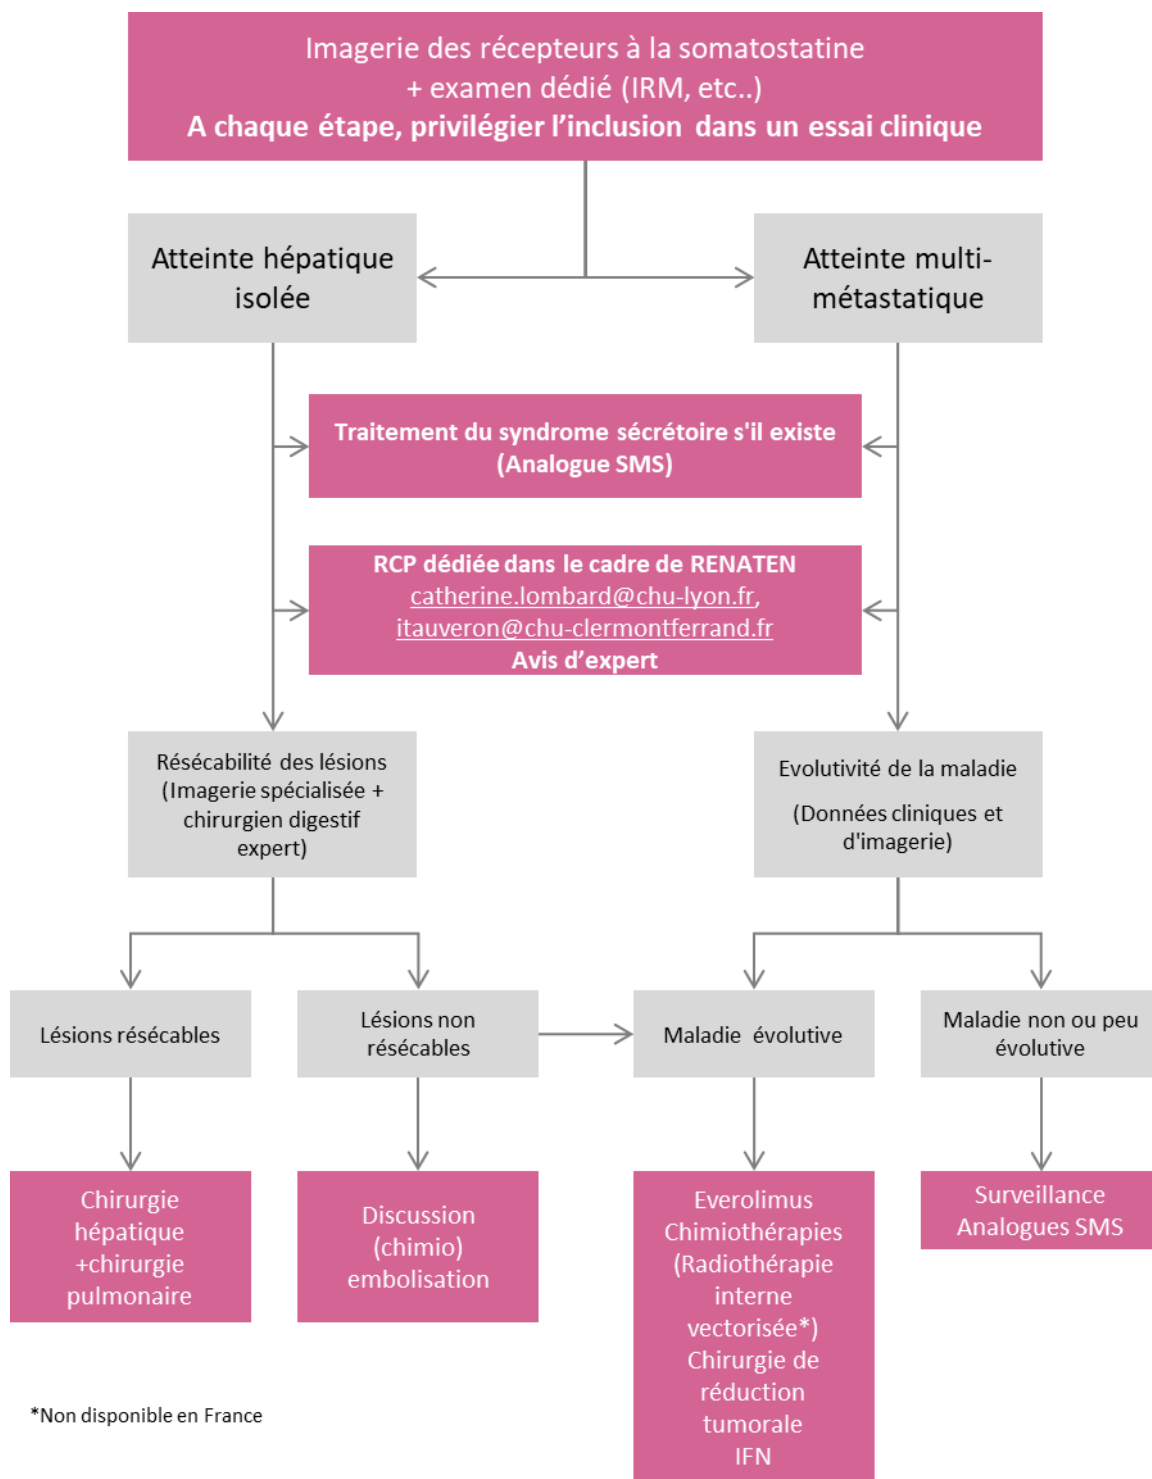 Imagerie des récepteurs à la somatostatine
+ examen dédié (IRM, etc..)
A chaque étape, privilégier l'inclusion dans un essai clinique
Atteinte hépatique
isolée
Atteinte multi-
métastatique
Traitement du syndrome sécrétoire s'il existe
(Analogue SMS)
RCP dédiée dans le cadre de RENATEN
catherine.lombard@chu-lyon.fr,
itauveron@chu-clermontferrand.fr
Avis d'expert
Résécabilité des lésions
(Imagerie spécialisée +
chirurgien digestif
expert)
Evolutivité de la maladie
(Données cliniques et
d'imagerie)
Lésions résécables
Lésions non
résécables
Maladie évolutive
Maladie non ou peu
évolutive
Chirurgie
hépatique
+chirurgie
pulmonaire
Discussion
(chimio)
embolisation
Everolimus
Chimiothérapies
(Radiothérapie
interne
vectorisée*)
Chirurgie de
réduction
tumorale
IFN
Surveillance
Analogues SMS
*Non disponible en France